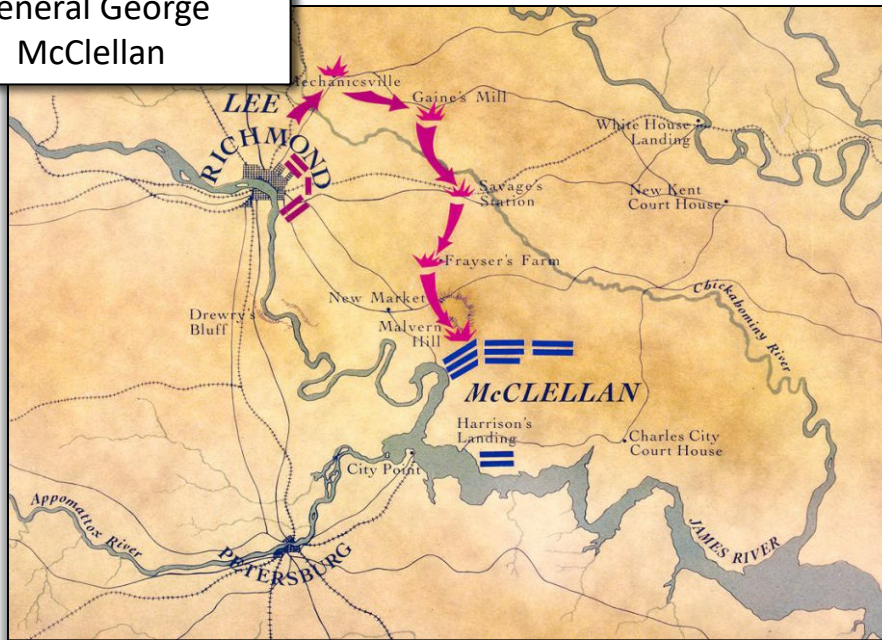 General George
McClellan
Mechanicsville
LEE
Gaine's Mill
RICHMOND
White House
Landing
Savage's
Station
New Kent
Court House
Frayser's Farm
Chickahominy River
New Market
Drewry's
Bluff
Malvern
Hill
McCLELLAN
Harrison's
Landing
Charles City
Court House
City Point
Appomattox River
JAMES RIVER
PETERSBURG